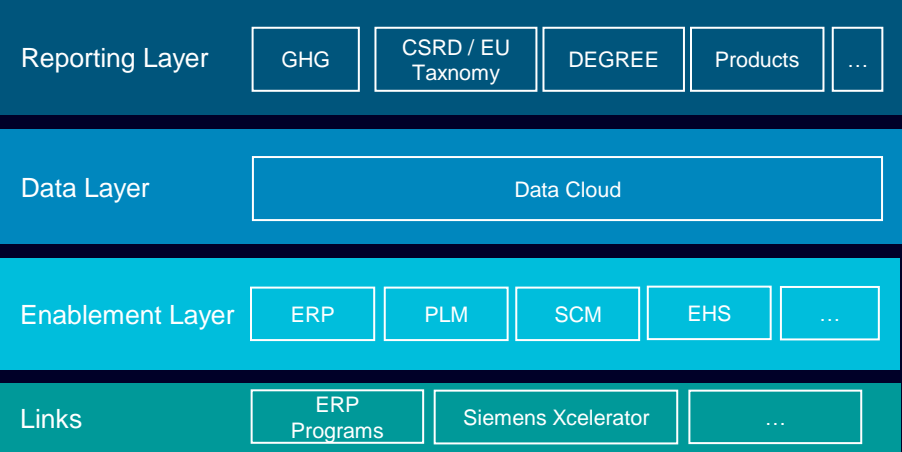 Reporting Layer
GHG
CSRD / EU
Taxnomy
DEGREE
Products
…
Data Layer
Data Cloud
Enablement Layer
ERP
PLM
SCM
EHS
…
Links
ERP
Programs
Siemens Xcelerator
…